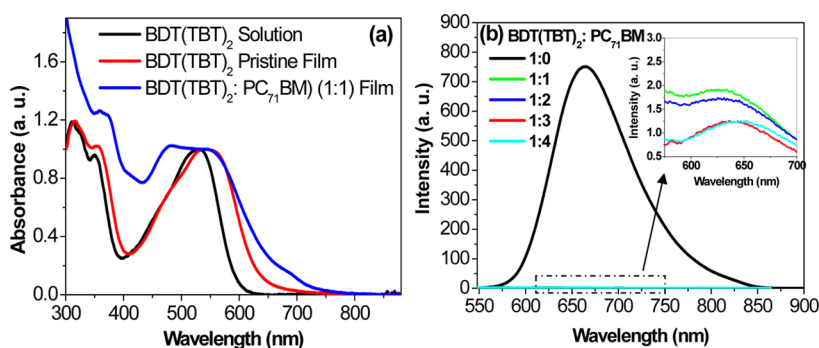 (a)
BDT(TBT)2 Solution
BDT(TBT)2 Pristine Film
BDT(TBT)2: PC71BM) (1:1) Film
Absorbance (a. u.)
1.8
1.2
0.6
0.0
300 400 500 600 700 800
Wavelength (nm)
(b) BDT(TBT)2: PC71BM
1:0
1:1
1:2
1:3
1:4
Intensity (a. u.)
900
800
700
600
500
400
300
200
100
0
550 600 650 700 750 800 850 900
Wavelength (nm)
Intensity (a. u.)
3.0
2.5
2.0
1.5
1.0
0.5
600 650 700
Wavelength (nm)